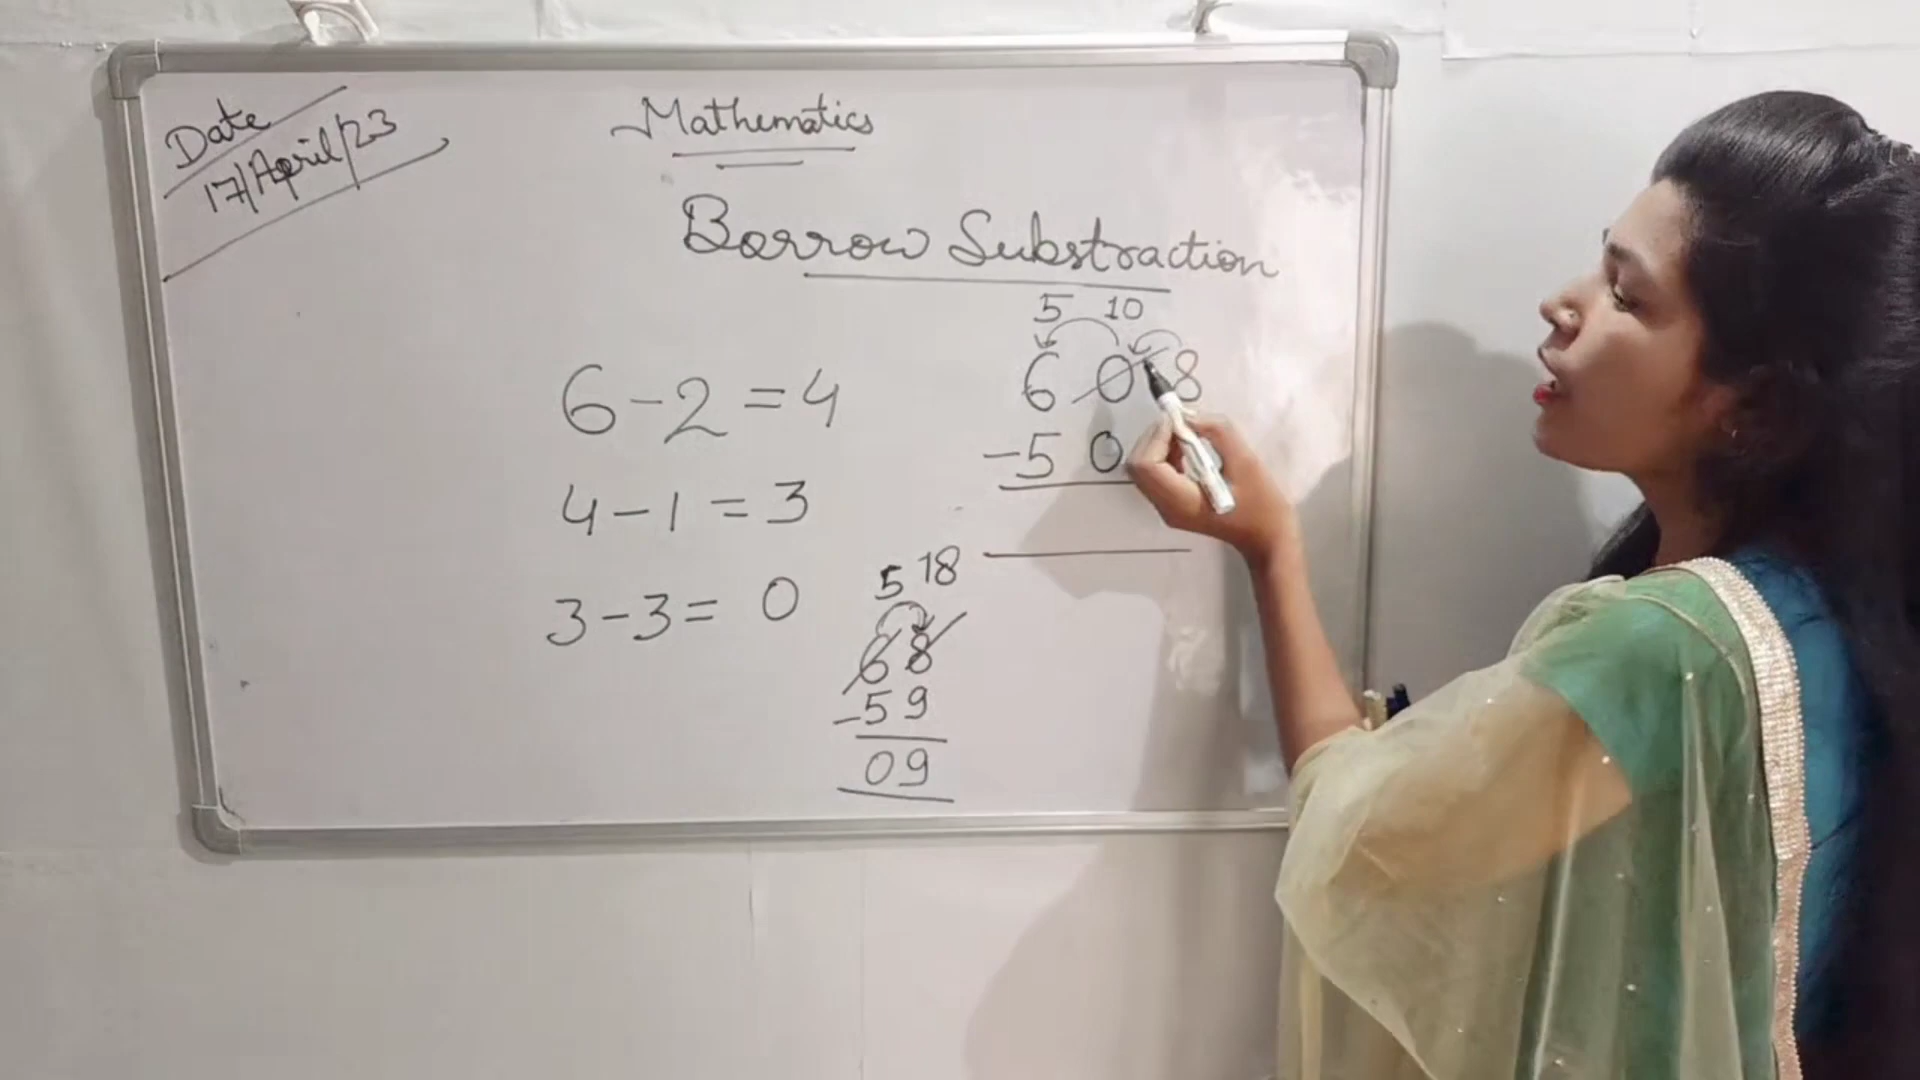 Date
17/April/23
Mathematics
Borrow Substraction
6-2=4
4-1=3
3-3= 0
5 10
6 0 8
-5 0
5 18
6 8
-5 9
0 9